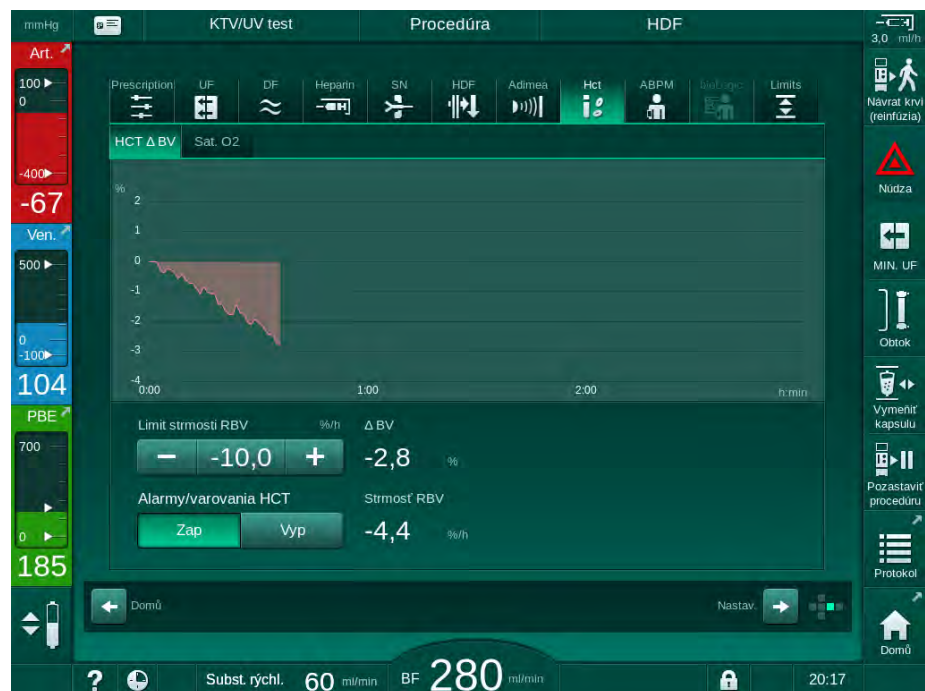 mmHg
KTV/UV test
Procedúra
HDF
3,0 ml/h
Art.
100
0
-400
-67
Ven.
500
0
-100
104
PBE
700
0
185
Prescription
UF
DF
Heparin
SN
HDF
Adimea
Hct
ABPM
bioLogic
Limits
HCT Δ BV
Sat. O2
%
2
1
0
-1
-2
-3
-4
0:00
1:00
2:00
h:min
Limit strmosti RBV %/h
− -10,0 +
Δ BV
-2,8 %
Alarmy/varovania HCT
Zap Vyp
Strmosť RBV
-4,4 %/h
Domů
Nastav.
Návrat krvi
(reinfúzia)
Núdza
MIN. UF
Obtok
Vymeniť
kapsulu
Pozastaviť
procedúru
Protokol
Domů
?
Subst. rýchl. 60 ml/min
BF 280 ml/min
20:17